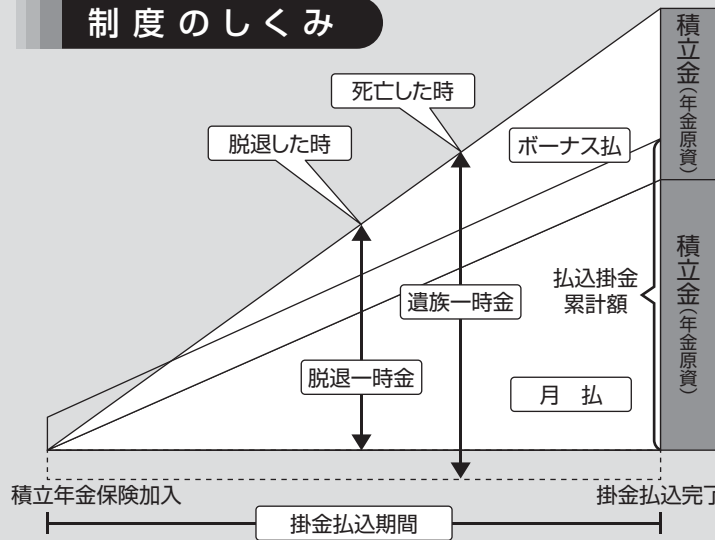 制度のしくみ
死亡した時
脱退した時
ボーナス払
積立金(年金原資)
積立金(年金原資)
払込掛金
累計額
遺族一時金
脱退一時金
月 払
積立年金保険加入
掛金払込完了
掛金払込期間